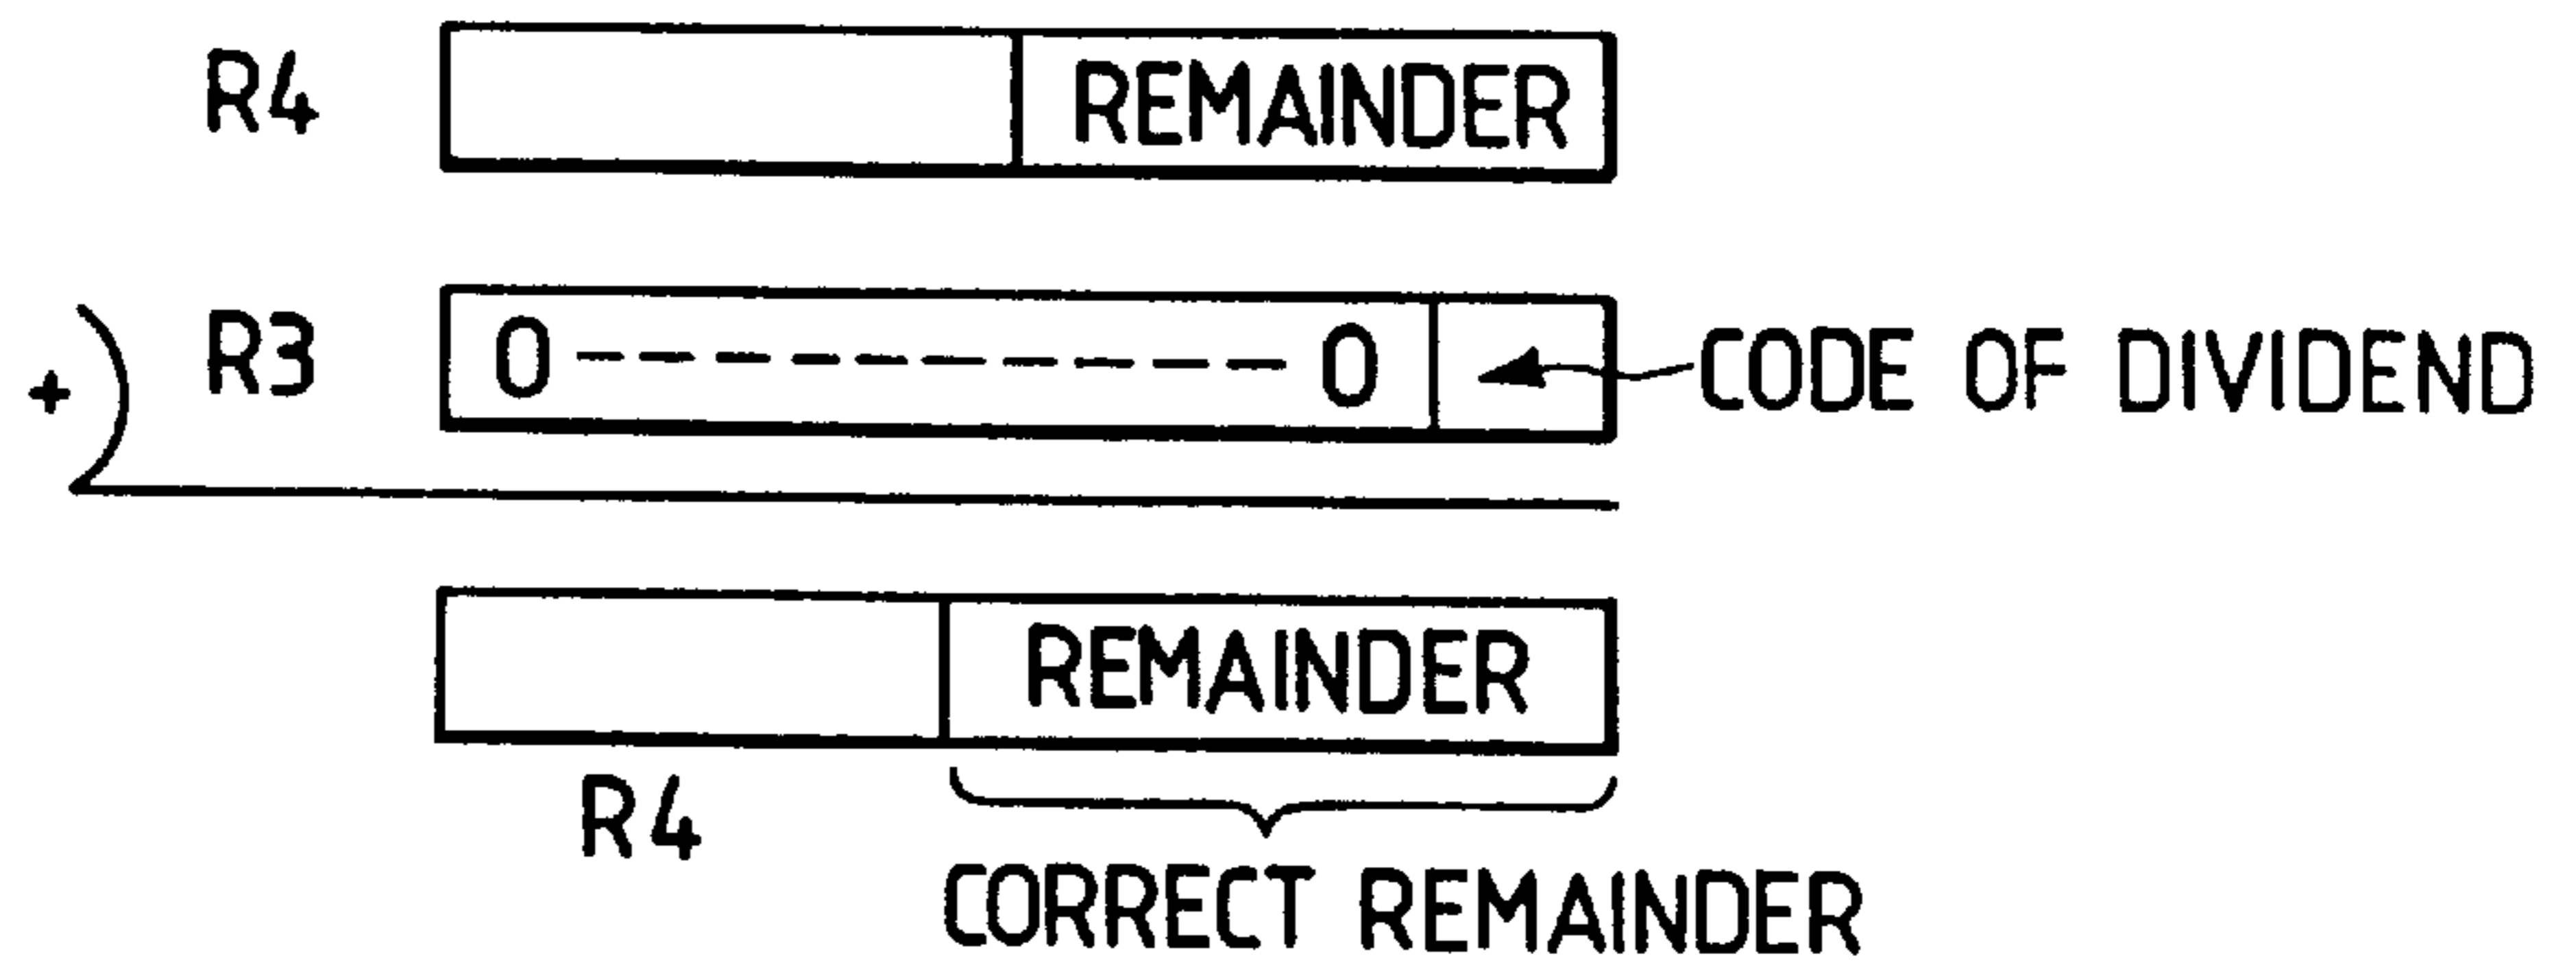 R4 REMAINDER
+ R3 0 ---------- 0 CODE OF DIVIDEND
REMAINDER
R4
CORRECT REMAINDER